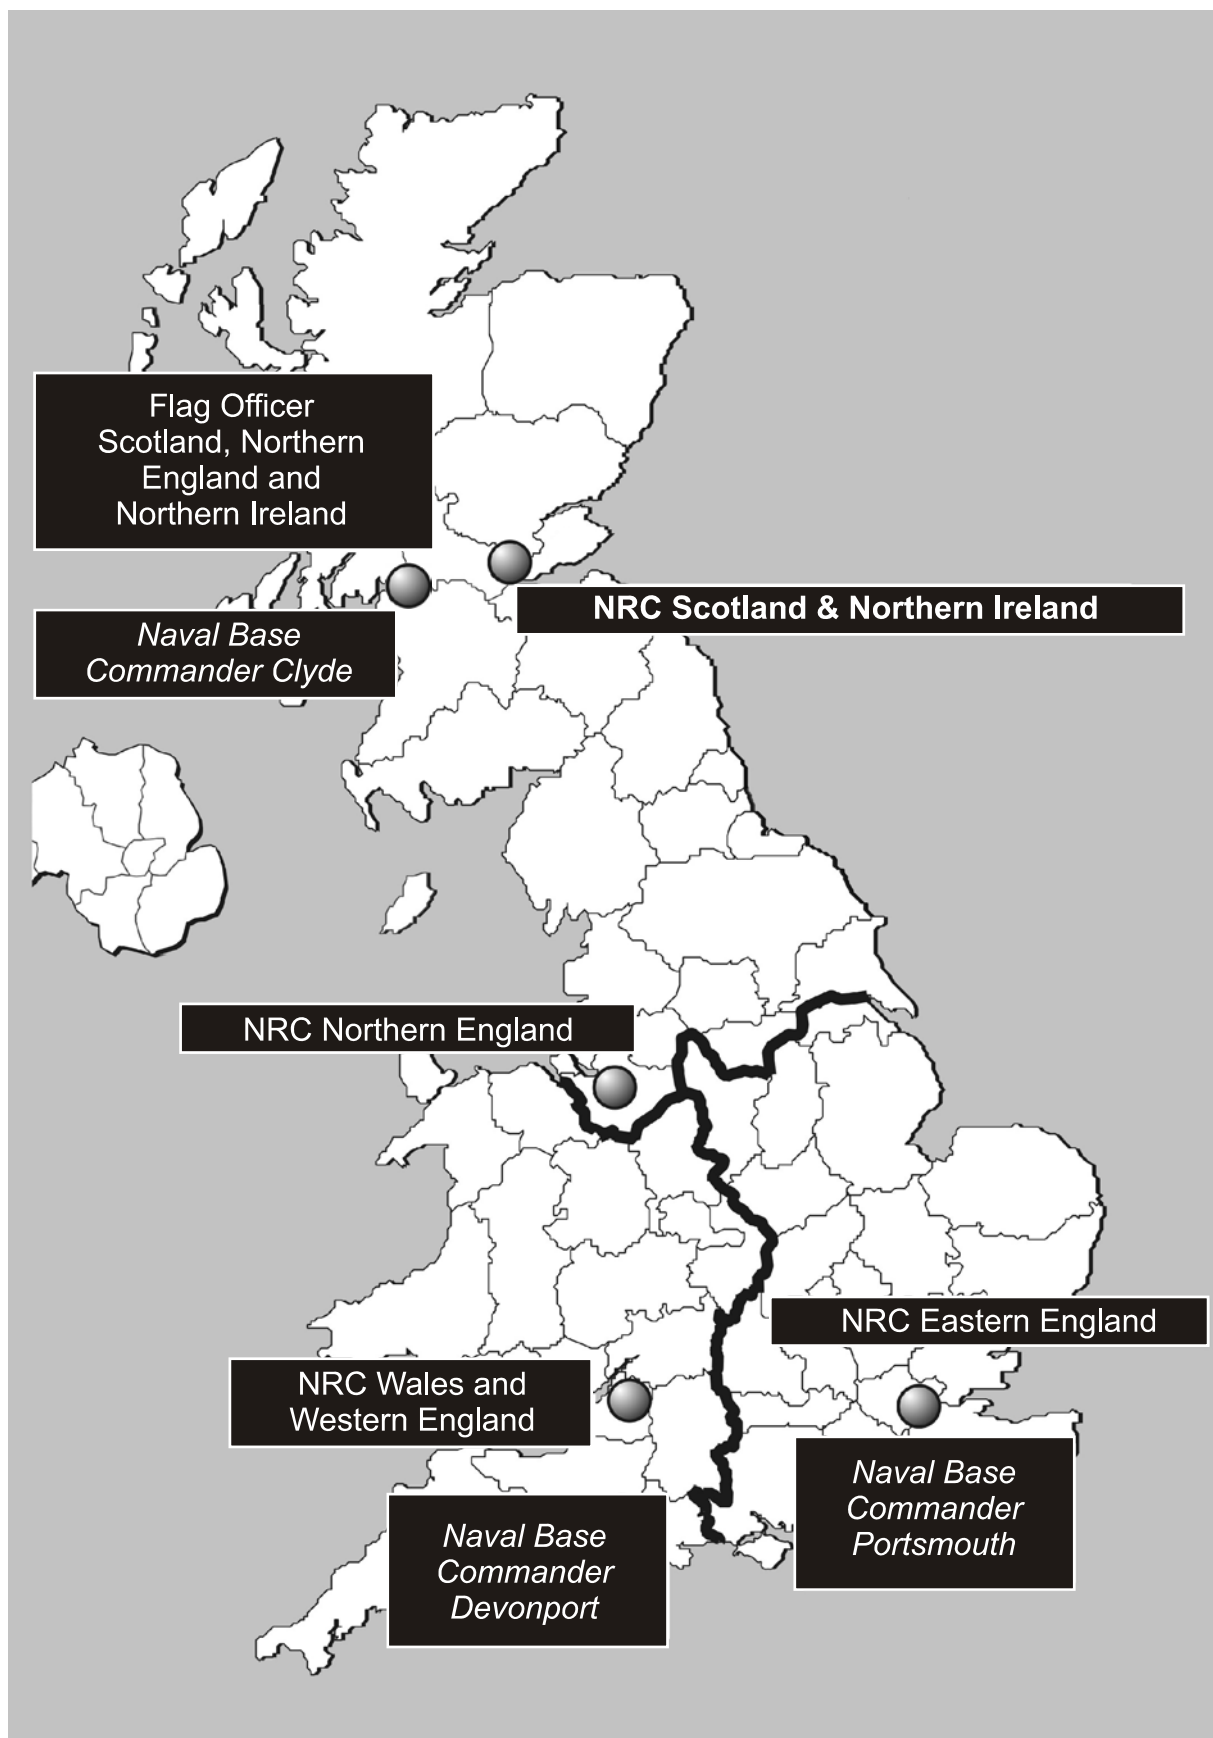 Flag Officer
Scotland, Northern
England and
Northern Ireland
NRC Scotland & Northern Ireland
Naval Base
Commander Clyde
NRC Northern England
NRC Eastern England
NRC Wales and
Western England
Naval Base
Commander
Portsmouth
Naval Base
Commander
Devonport